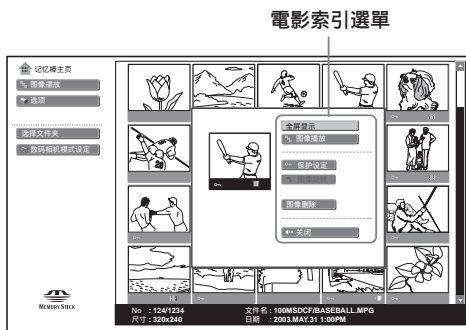 電影索引選單
记忆棒主页
图像播放
选项
选择文件夹
数码相机模式设定
全屏显示
图像播放
保护设定
图像删除
关闭
MEMORY STICK
No : 124/1234 文件名 : 100MSDCF/BASEBALL.MPG
尺寸 : 320x240 日期 : 2003.MAY.31 1:00PM